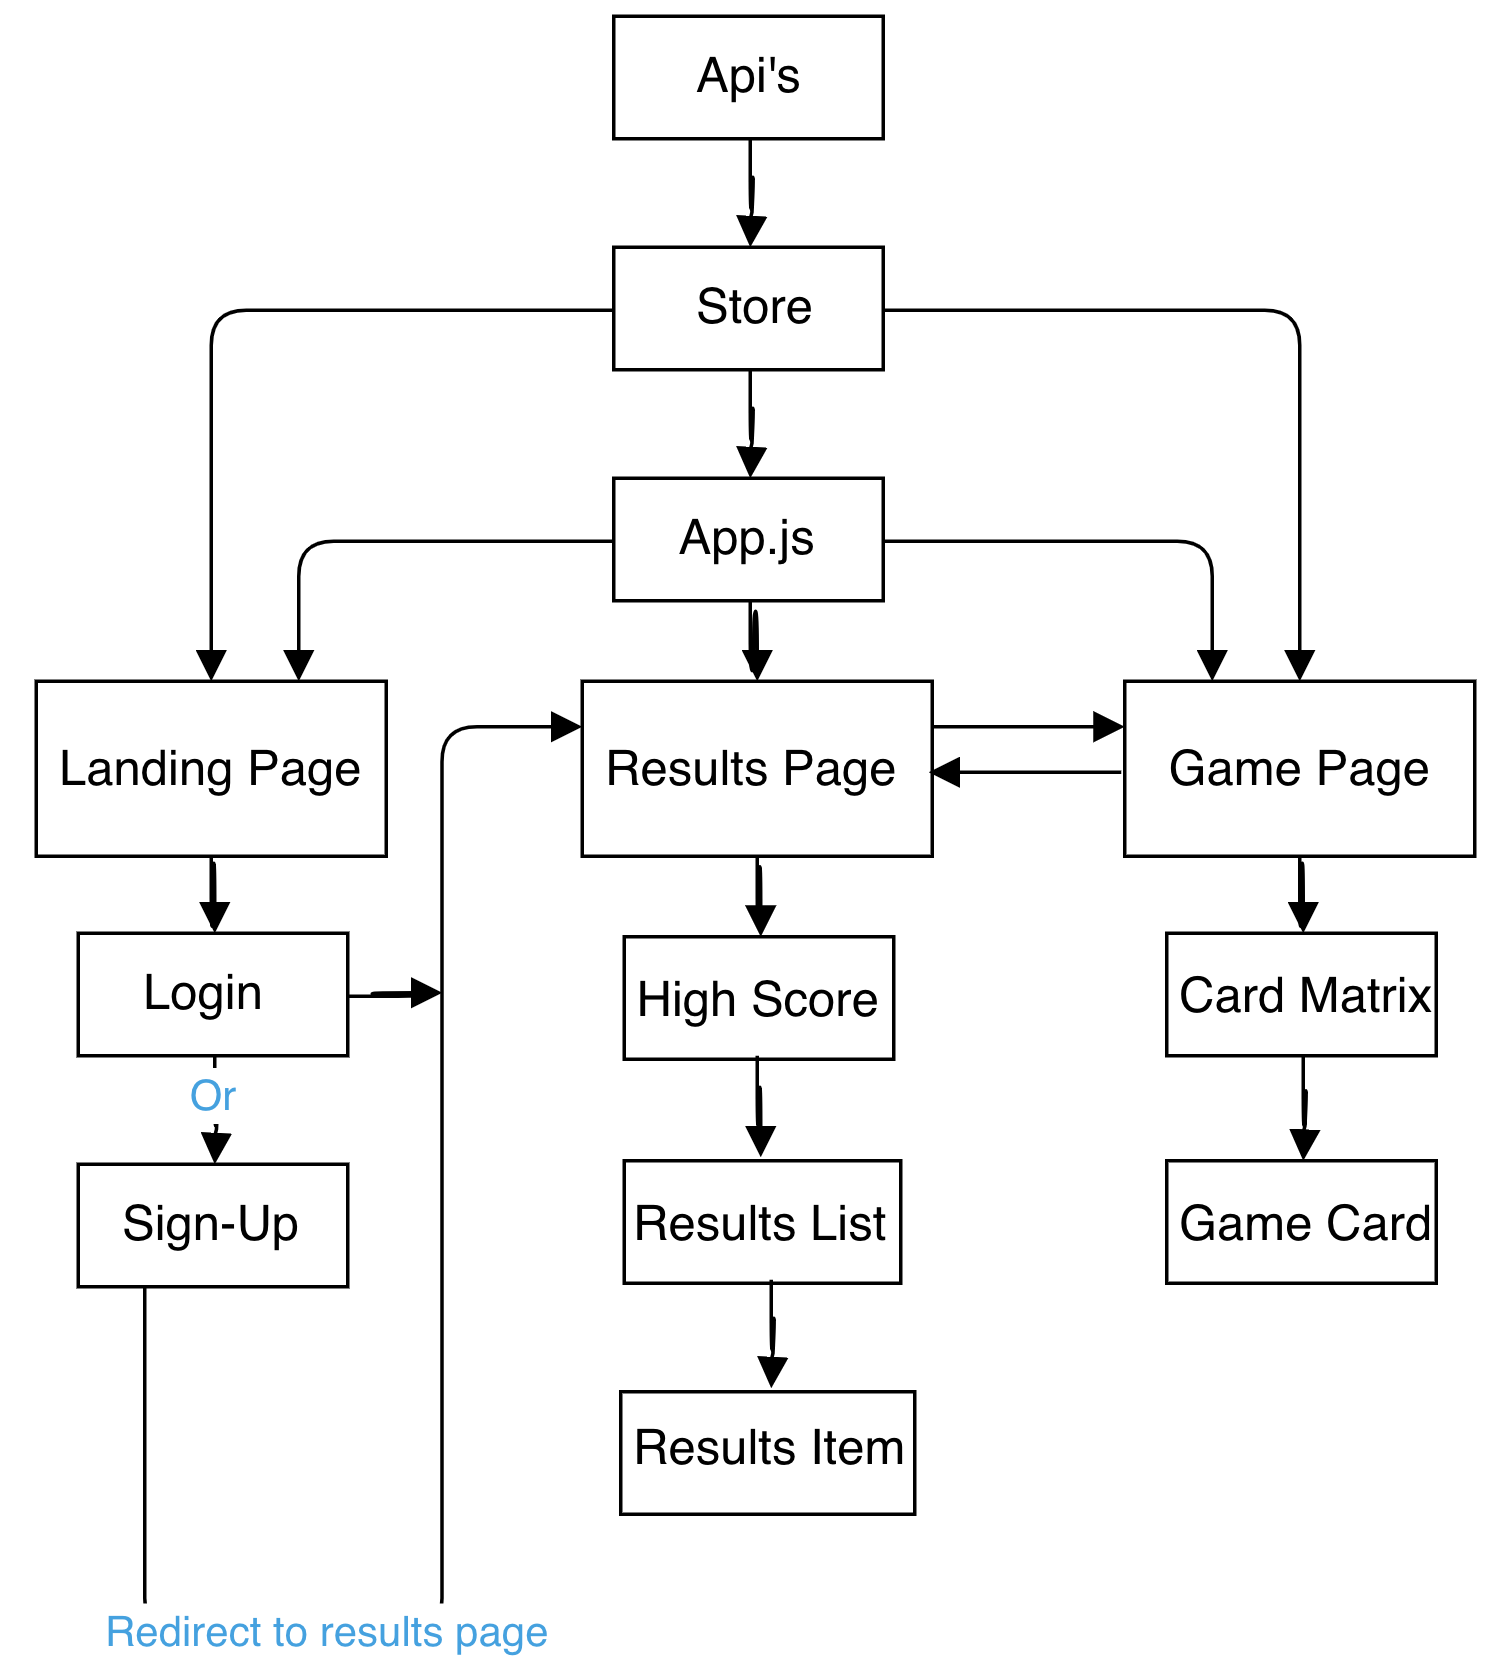 Api's
Store
App.js
Landing Page
Results Page
Game Page
Login
High Score
Card Matrix
Or
Sign-Up
Results List
Game Card
Results Item
Redirect to results page